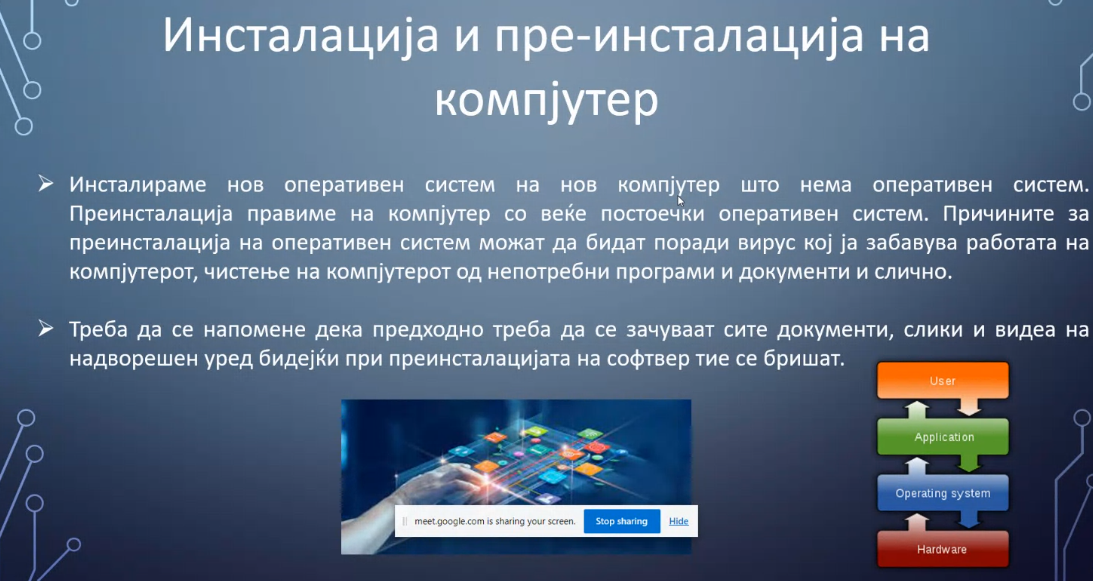 Инсталација и пре-инсталација на
компјутер
Инсталираме нов оперативен систем на нов компјутер што нема оперативен систем.
Преинсталација правиме на компјутер со веќе постоечки оперативен систем. Причините за
преинсталација на оперативен систем можат да бидат поради вирус кој ја забавува работата на
компјутерот, чистење на компјутерот од непотребни програми и документи и слично.
Треба да се напомене дека предходно треба да се зачуваат сите документи, слики и видеа на
надворешен уред бидејќи при преинсталацијата на софтвер тие се бришат.
User
Application
Operating system
Hardware
meet.google.com is sharing your screen. Stop sharing Hide